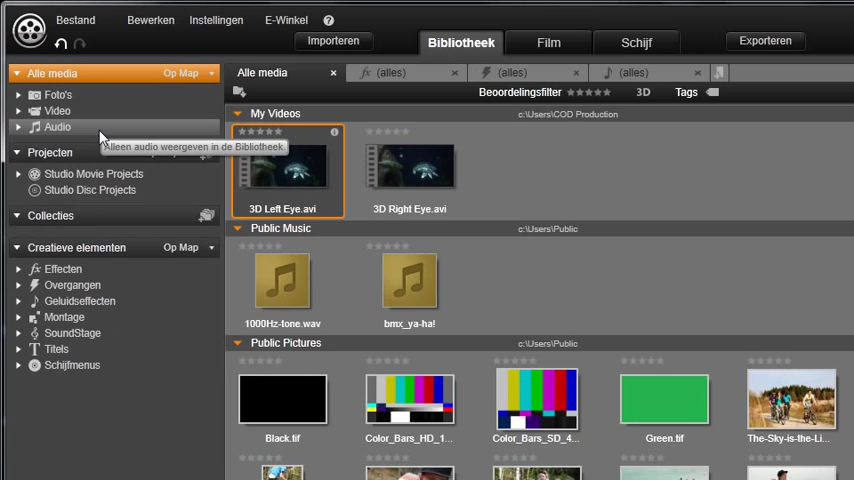 Bestand Bewerken Instellingen E-Winkel ?
Importeren Bibliotheek Film Schijf Exporteren
Alle media Op Map
Foto's
Video
Audio
Alleen audio weergeven in de Bibliotheek.
Projecten
Studio Movie Projects
Studio Disc Projects
Collecties
Creatieve elementen Op Map
fx Effecten
Overgangen
Geluidseffecten
Montage
SoundStage
T Titels
Schijfmenus
Alle media × fx (alles) × (alles) × (alles) ×
Beoordelingsfilter 3D Tags
My Videos c:\Users\COD Production
3D Left Eye.avi 3D Right Eye.avi
Public Music c:\Users\Public
1000Hz-tone.wav bmx_ya-ha!
Public Pictures c:\Users\Public
Black.tif Color_Bars_HD_1... Color_Bars_SD_4... Green.tif The-Sky-is-the-Li...